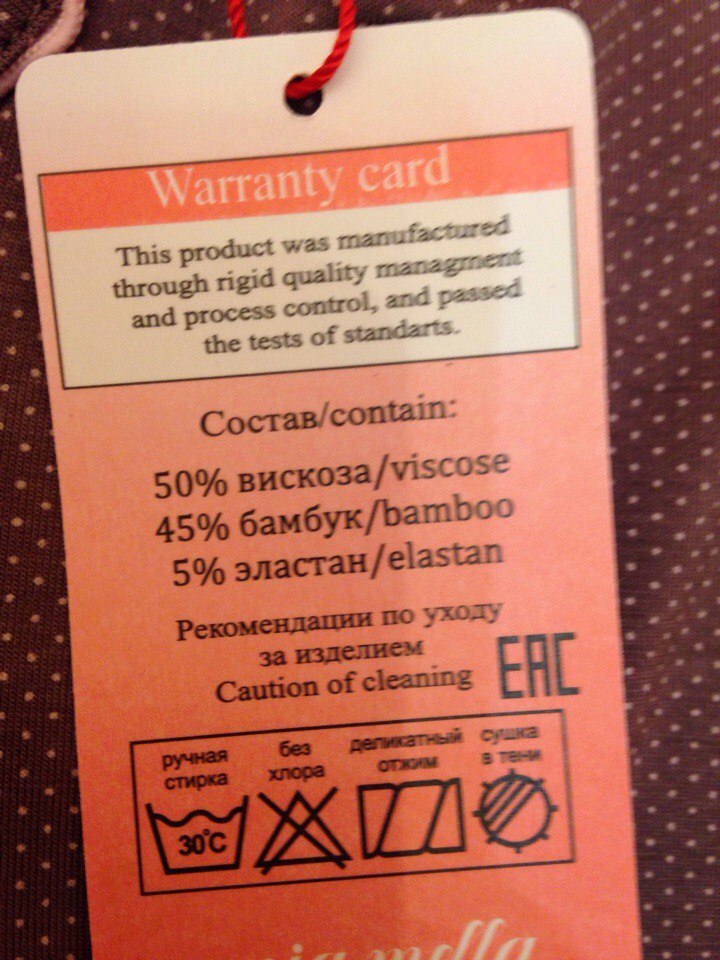 Warranty card
This product was manufactured
through rigid quality managment
and process control, and passed
the tests of standarts.
Состав/contain:
50% вискоза/viscose
45% бамбук/bamboo
5% эластан/elastan
Рекомендации по уходу
за изделием
Caution of cleaning
EAC
ручная стирка
без хлора
деликатный отжим
сушка в тени
30°C